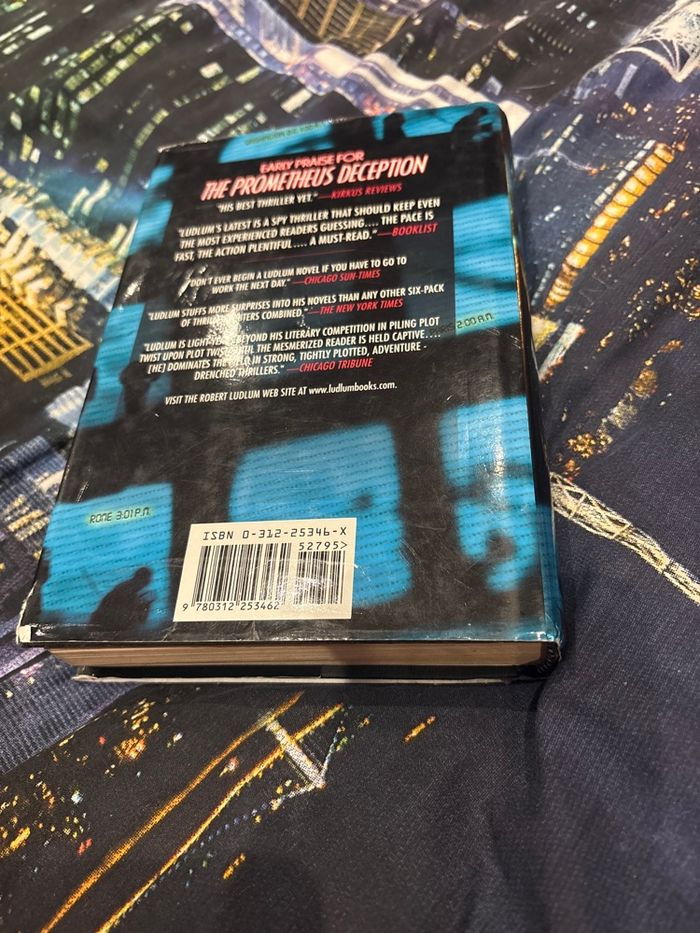 EARLY PRAISE FOR
THE PROMETHEUS DECEPTION
"HIS BEST THRILLER YET." —KIRKUS REVIEWS
"LUDLUM'S LATEST IS A SPY THRILLER THAT SHOULD KEEP EVEN
THE MOST EXPERIENCED READERS GUESSING.... THE PACE IS
FAST, THE ACTION PLENTIFUL.... A MUST-READ." —BOOKLIST
"DON'T EVER BEGIN A LUDLUM NOVEL IF YOU HAVE TO GO TO
WORK THE NEXT DAY." —CHICAGO SUN-TIMES
"LUDLUM STUFFS MORE SURPRISES INTO HIS NOVELS THAN ANY OTHER SIX-PACK
OF THRILLER WRITERS COMBINED." —THE NEW YORK TIMES
2:00 A.M.
"LUDLUM IS LIGHT-YEARS BEYOND HIS LITERARY COMPETITION IN PILING PLOT
TWIST UPON PLOT TWIST UNTIL THE MESMERIZED READER IS HELD CAPTIVE....
[HE] DOMINATES THE FIELD IN STRONG, TIGHTLY PLOTTED, ADVENTURE-
DRENCHED THRILLERS." —CHICAGO TRIBUNE
VISIT THE ROBERT LUDLUM WEB SITE AT www.ludlumbooks.com.
ROME 3:01 P.M.
ISBN 0-312-25346-X
52795>
9 780312 253462